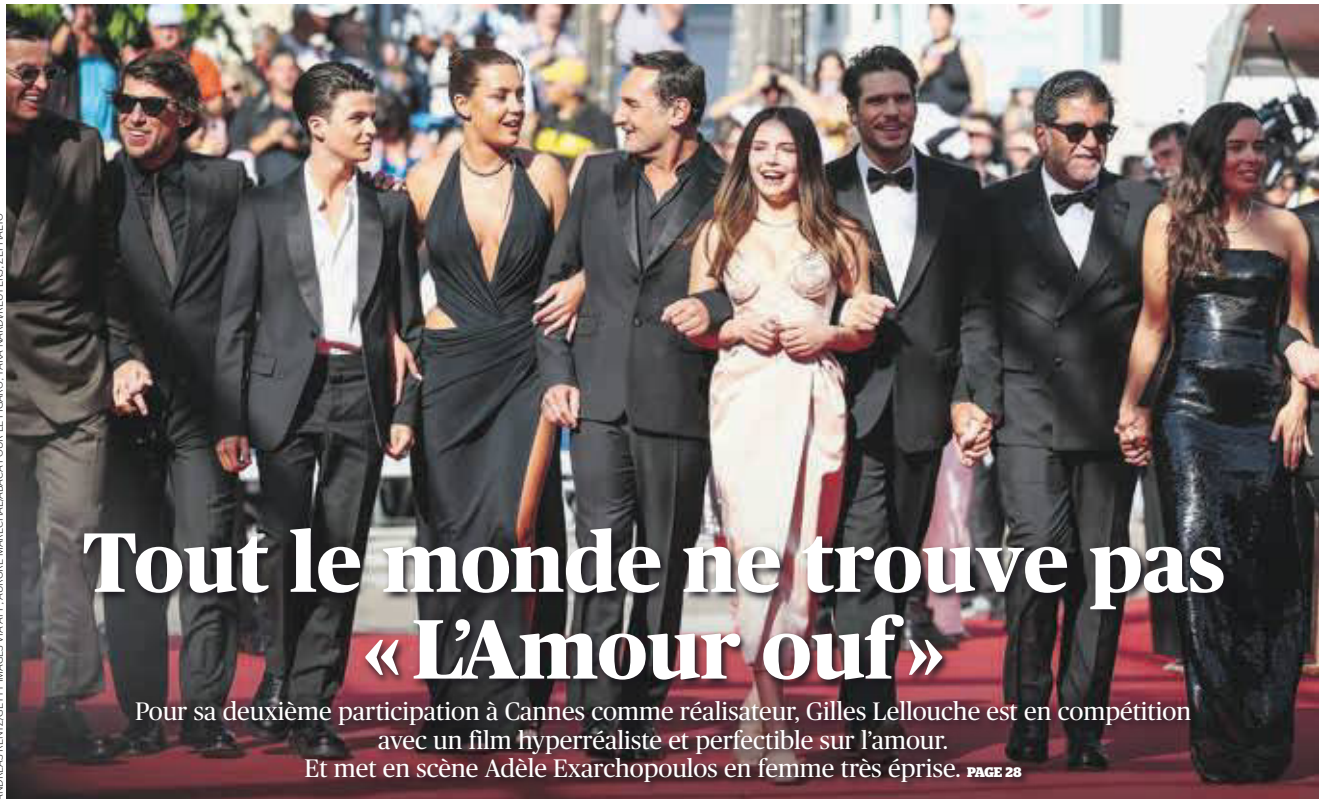 Tout le monde ne trouve pas
« L’Amour ouf »
Pour sa deuxième participation à Cannes comme réalisateur, Gilles Lellouche est en compétition
avec un film hyperréaliste et perfectible sur l’amour.
Et met en scène Adèle Exarchopoulos en femme très éprise. PAGE 28